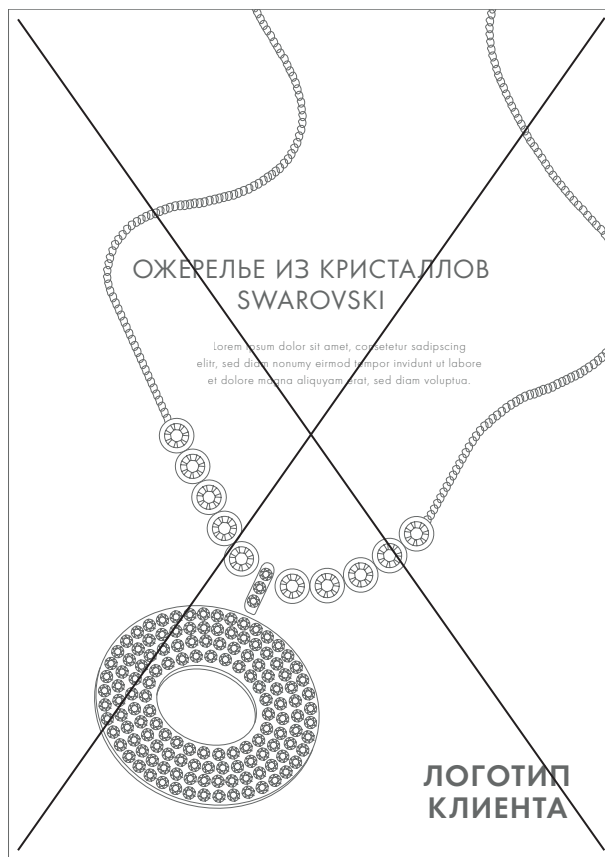 ОЖЕРЕЛЬЕ ИЗ КРИСТАЛЛОВ
SWAROVSKI
Lorem ipsum dolor sit amet, consetetur sadipscing
elitr, sed diam nonumy eirmod tempor invidunt ut labore
et dolore magna aliquyam erat, sed diam voluptua.
ЛОГОТИП
КЛИЕНТА